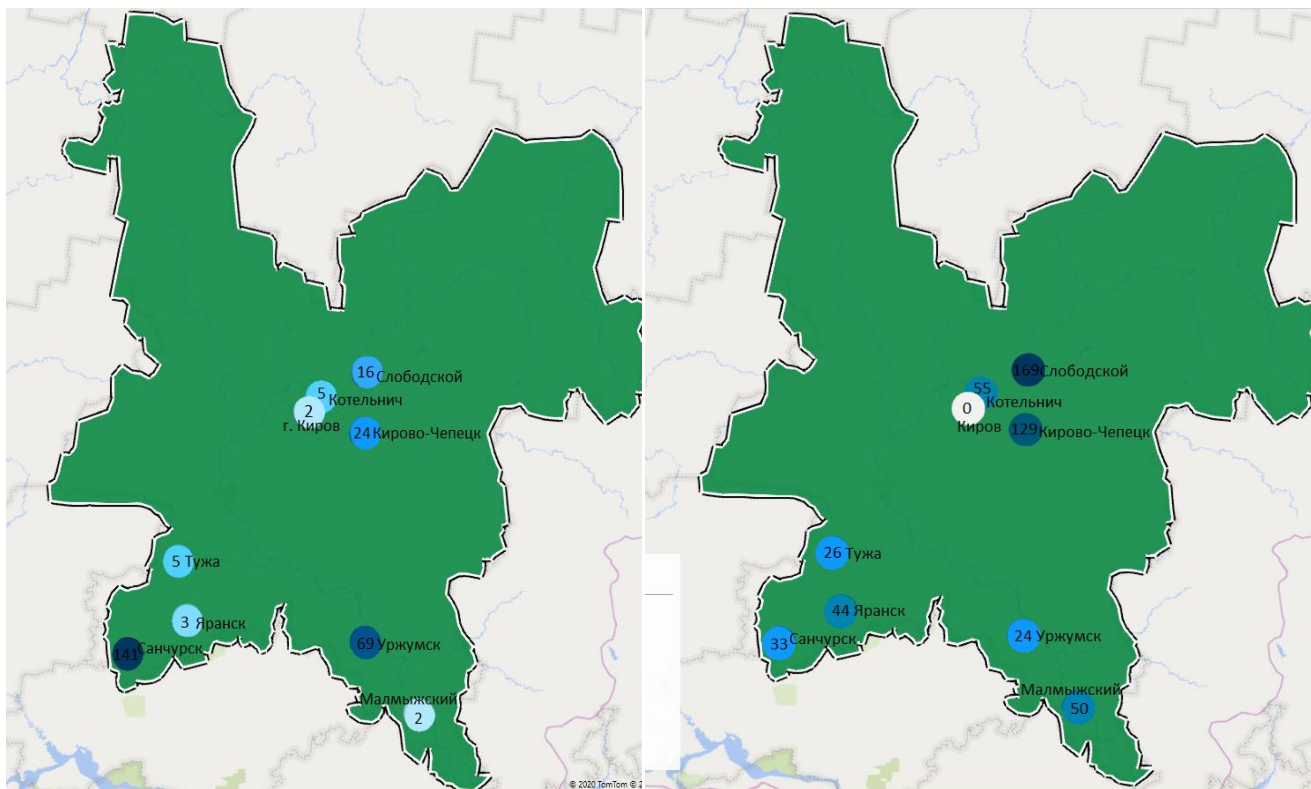 16 Слободской
5 Котельнич
2
г. Киров
24 Кирово-Чепецк
5 Тужа
3 Яранск
141 Санчурск
69 Уржумск
Малмыжский
2
© 2020 TomTom © 2
169 Слободской
55
Котельнич
0
Киров
129 Кирово-Чепецк
26 Тужа
44 Яранск
33 Санчурск
24 Уржумск
Малмыжский
50